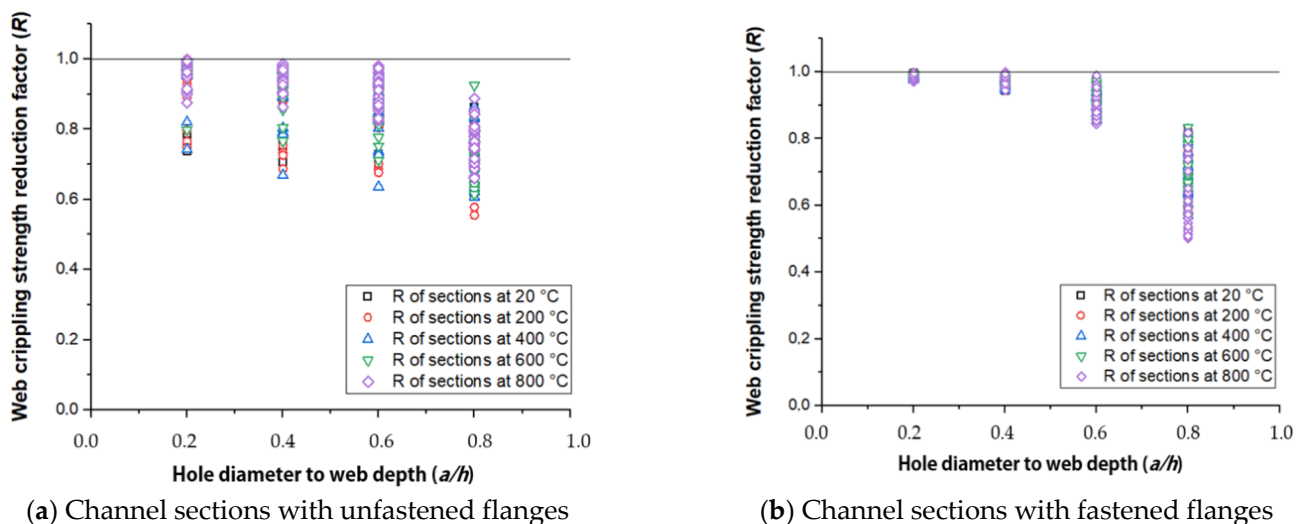 Web crippling strength reduction factor (R)
1.0
0.8
0.6
0.4
0.2
0.0
R of sections at 20 °C
R of sections at 200 °C
R of sections at 400 °C
R of sections at 600 °C
R of sections at 800 °C
0.0 0.2 0.4 0.6 0.8 1.0
Hole diameter to web depth (a/h)
(a) Channel sections with unfastened flanges
Web crippling strength reduction factor (R)
1.0
0.8
0.6
0.4
0.2
0.0
R of sections at 20 °C
R of sections at 200 °C
R of sections at 400 °C
R of sections at 600 °C
R of sections at 800 °C
0.0 0.2 0.4 0.6 0.8 1.0
Hole diameter to web depth (a/h)
(b) Channel sections with fastened flanges